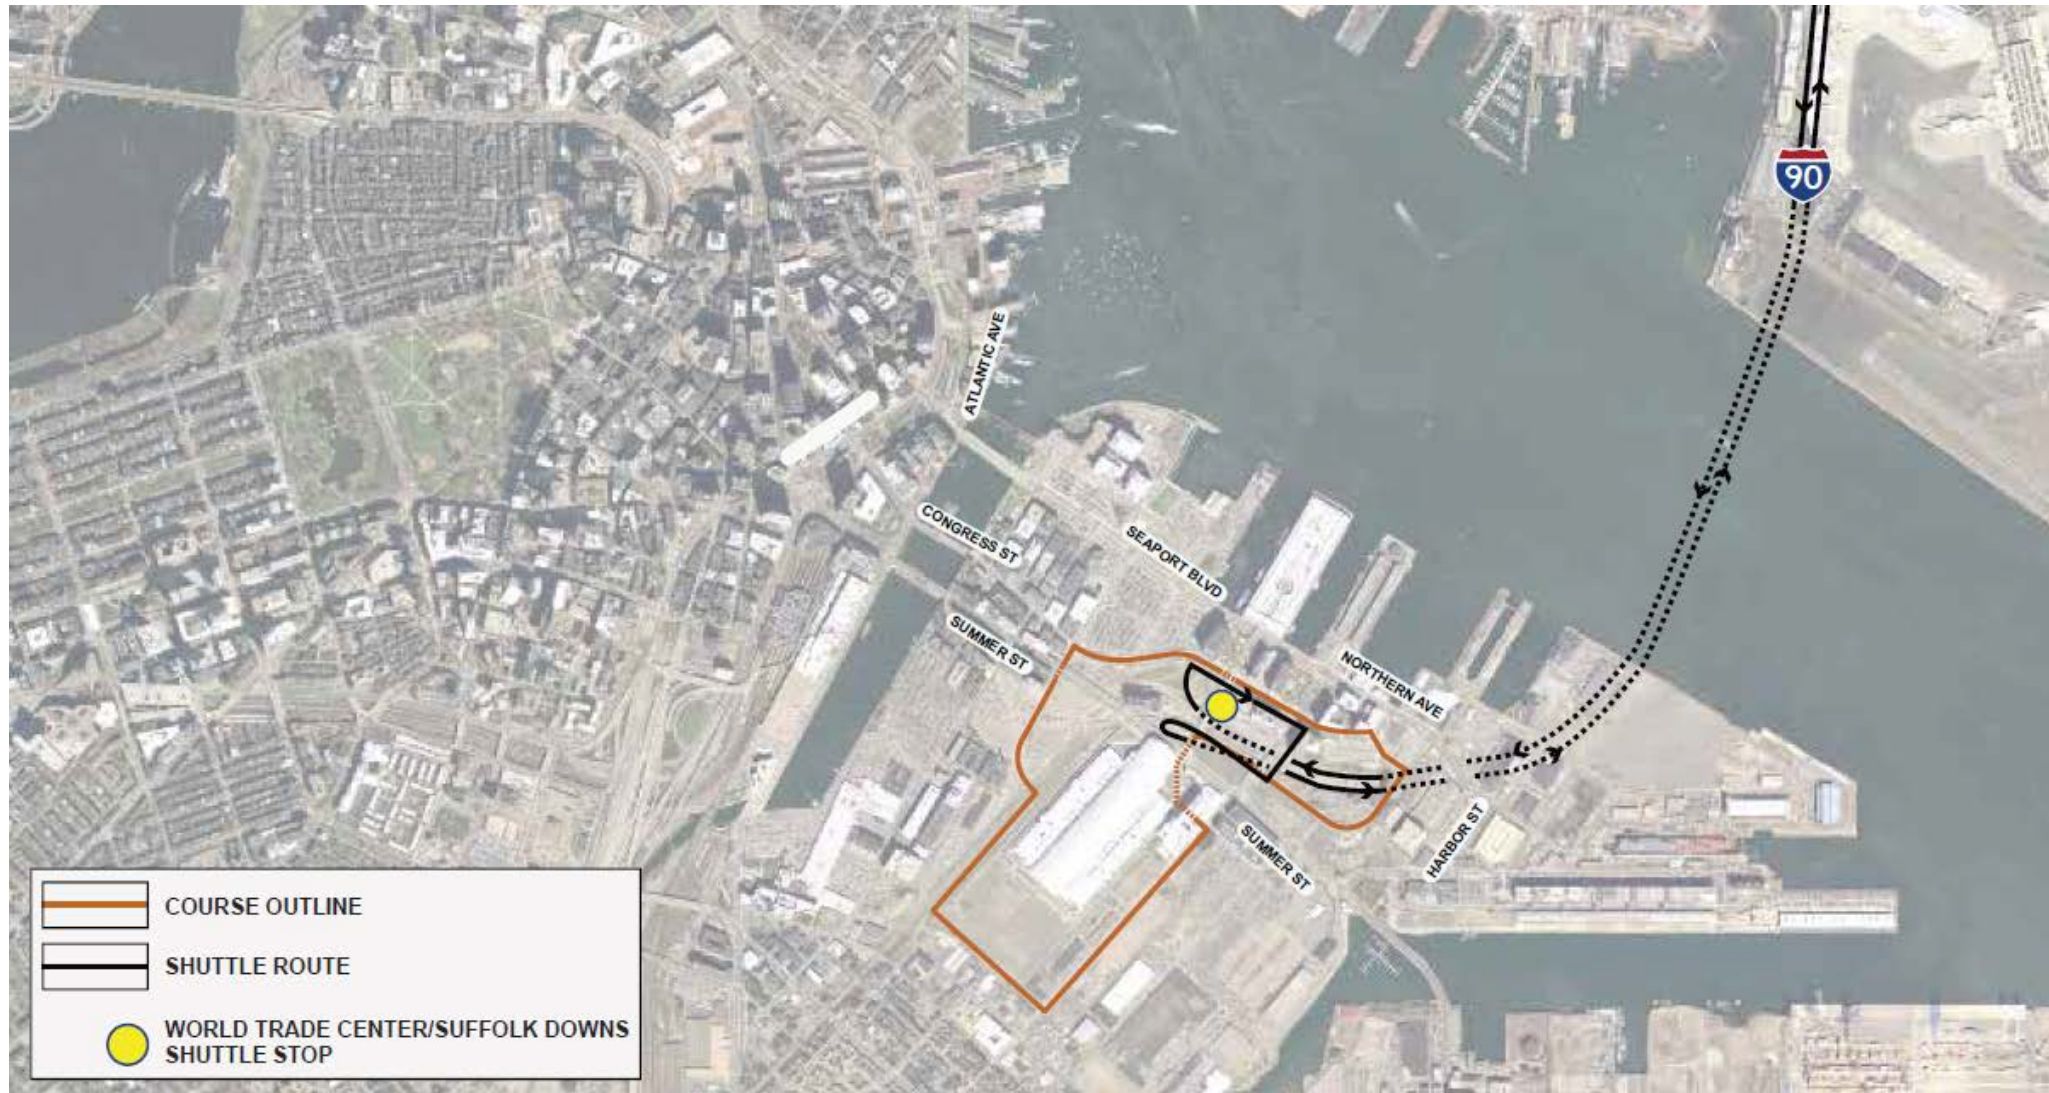 90
ATLANTIC AVE
CONGRESS ST
SEAPORT BLVD
SUMMER ST
NORTHERN AVE
SUMMER ST
HARBOR ST
COURSE OUTLINE
SHUTTLE ROUTE
WORLD TRADE CENTER/SUFFOLK DOWNS
SHUTTLE STOP